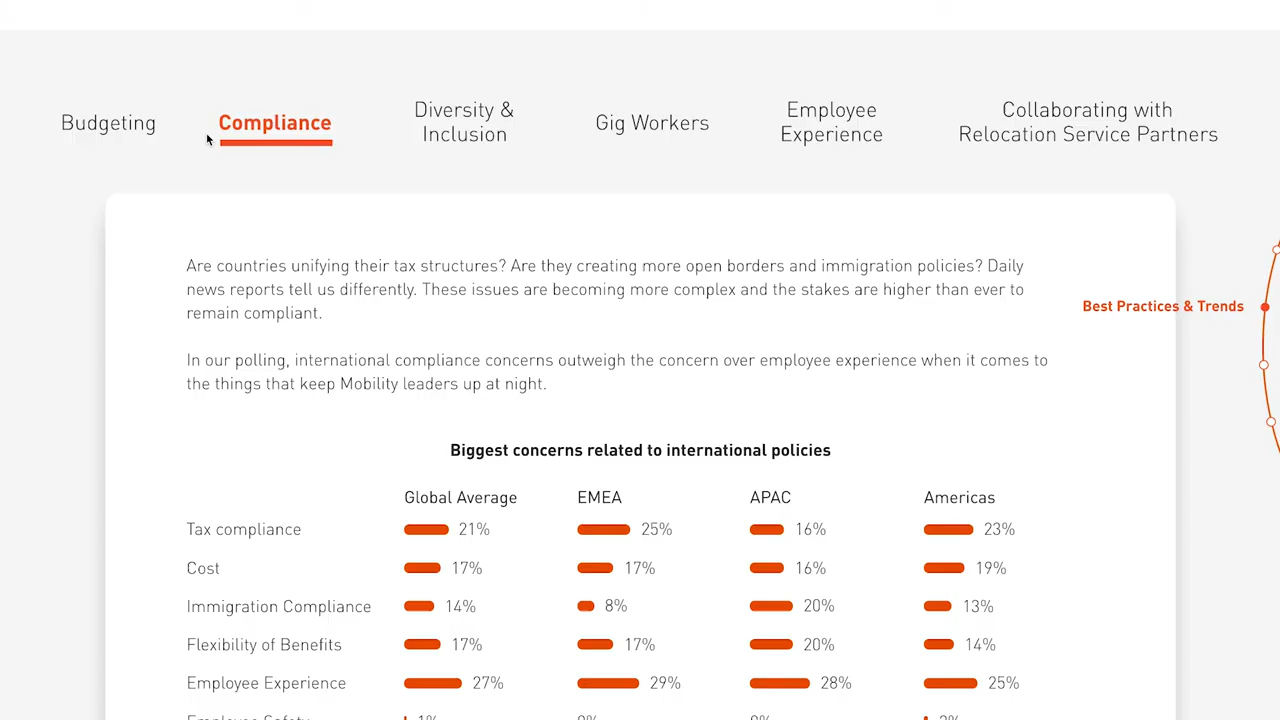 Budgeting
Compliance
Diversity &
Inclusion
Gig Workers
Employee
Experience
Collaborating with
Relocation Service Partners
Are countries unifying their tax structures? Are they creating more open borders and immigration policies? Daily
news reports tell us differently. These issues are becoming more complex and the stakes are higher than ever to
remain compliant.
Best Practices & Trends
In our polling, international compliance concerns outweigh the concern over employee experience when it comes to
the things that keep Mobility leaders up at night.
Biggest concerns related to international policies
Global Average EMEA APAC Americas
Tax compliance 21% 25% 16% 23%
Cost 17% 17% 16% 19%
Immigration Compliance 14% 8% 20% 13%
Flexibility of Benefits 17% 17% 20% 14%
Employee Experience 27% 29% 28% 25%
Employee Safety 1% 0% 0% 2%